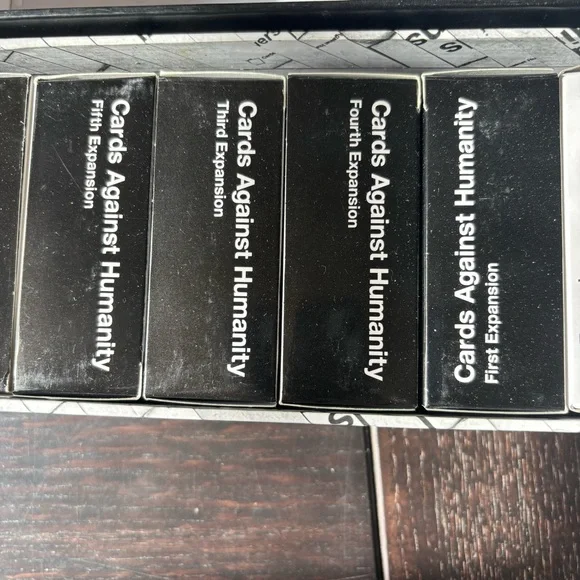 Cards Against Humanity
Fifth Expansion
Cards Against Humanity
Third Expansion
Cards Against Humanity
Fourth Expansion
Cards Against Humanity
First Expansion